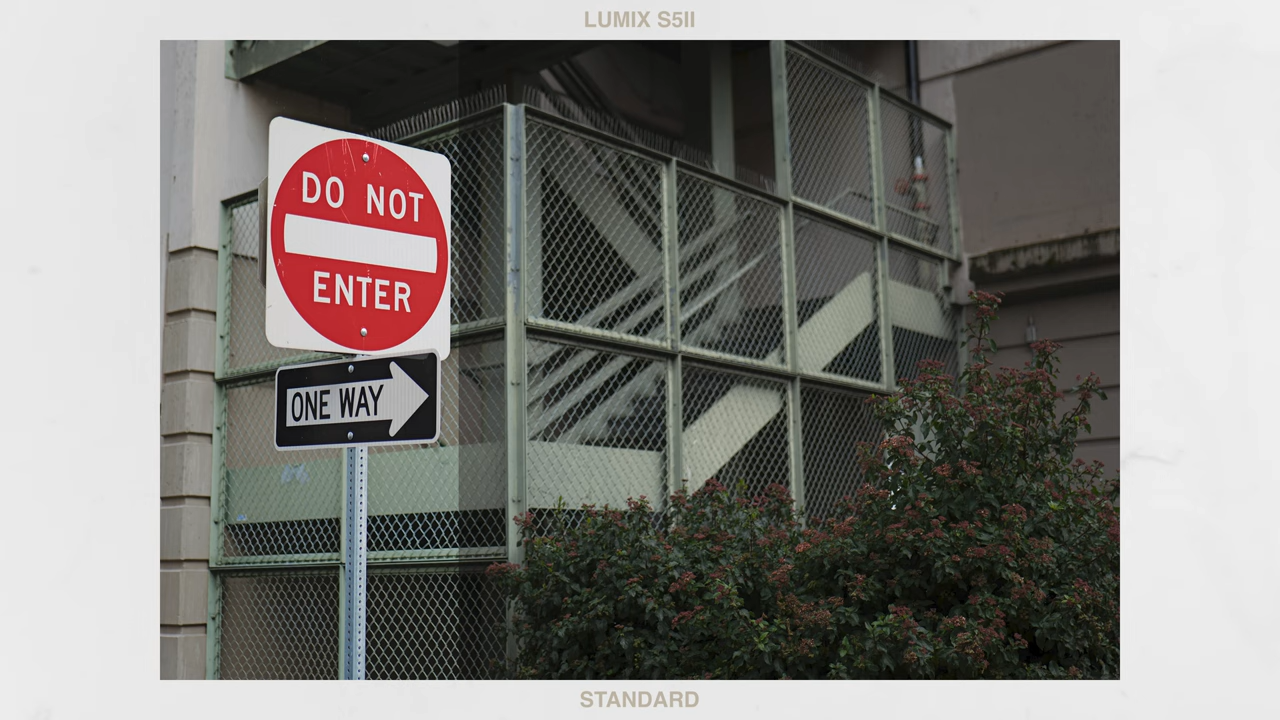 LUMIX S5II
DO NOT
ENTER
ONE WAY
STANDARD